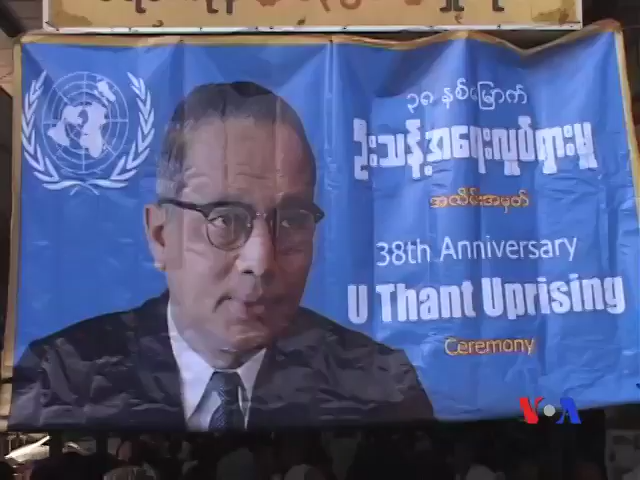 ၃၈ နှစ်မြောက်
ဦးသန့်အရေးလှုပ်ရှားမှု
အထိမ်းအမှတ်
38th Anniversary
U Thant Uprising
Ceremony
VOA